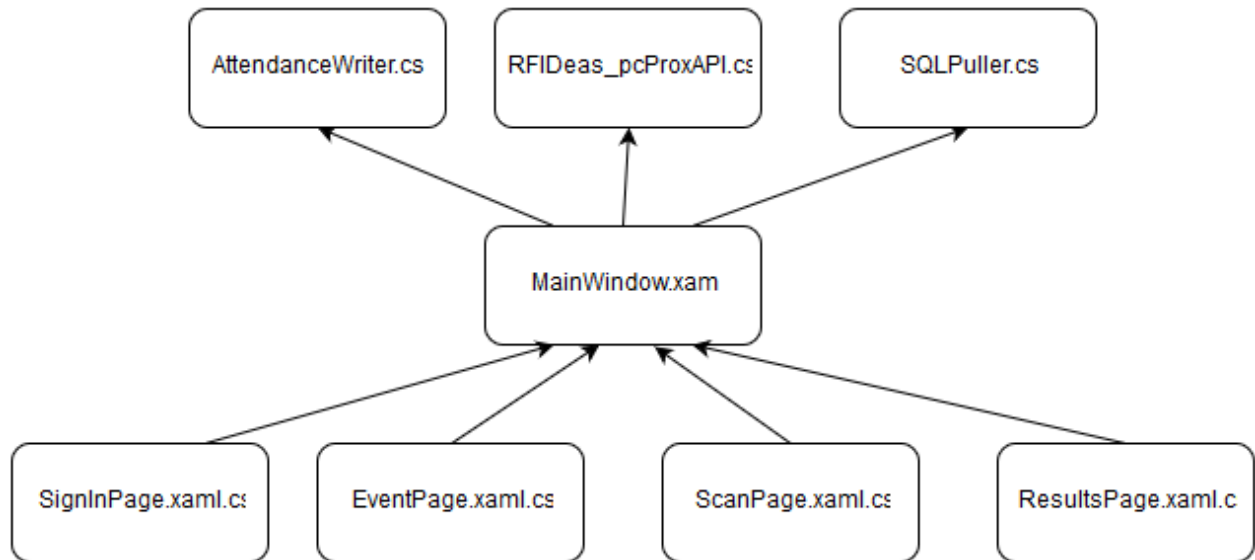 AttendanceWriter.cs
RFIDeas_pcProxAPI.cs
SQLPuller.cs
MainWindow.xam
SignInPage.xaml.cs
EventPage.xaml.cs
ScanPage.xaml.cs
ResultsPage.xaml.c